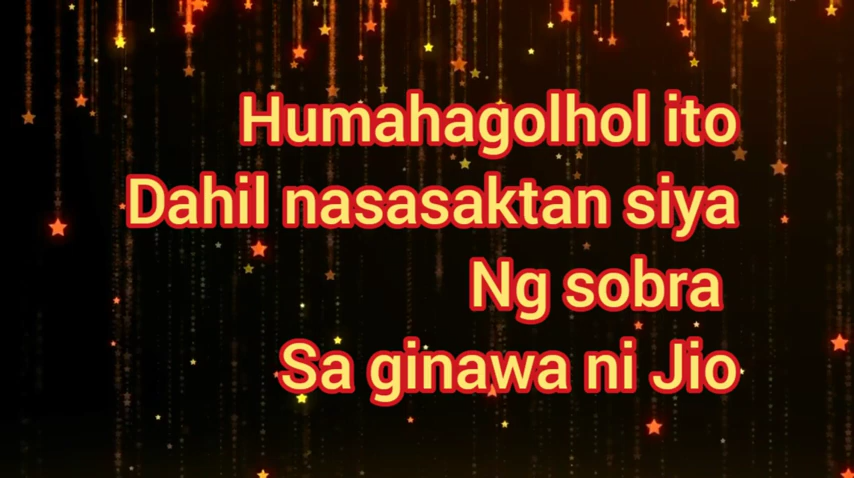 Humahagolhol ito
Dahil nasasaktan siya
Ng sobra
Sa ginawa ni Jio